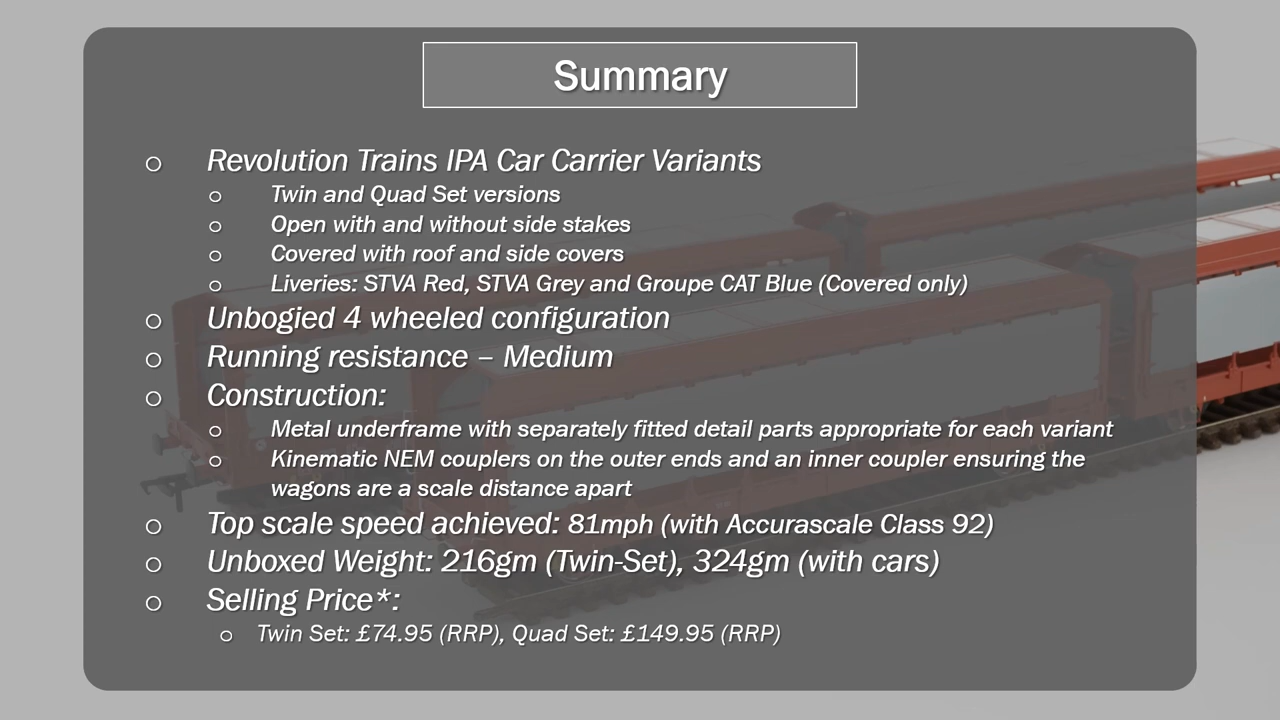 Summary
o Revolution Trains IPA Car Carrier Variants
o Twin and Quad Set versions
o Open with and without side stakes
o Covered with roof and side covers
o Liveries: STVA Red, STVA Grey and Groupe CAT Blue (Covered only)
o Unbogied 4 wheeled configuration
o Running resistance – Medium
o Construction:
o Metal underframe with separately fitted detail parts appropriate for each variant
o Kinematic NEM couplers on the outer ends and an inner coupler ensuring the
wagons are a scale distance apart
o Top scale speed achieved: 81mph (with Accurascale Class 92)
o Unboxed Weight: 216gm (Twin-Set), 324gm (with cars)
o Selling Price*:
o Twin Set: £74.95 (RRP), Quad Set: £149.95 (RRP)